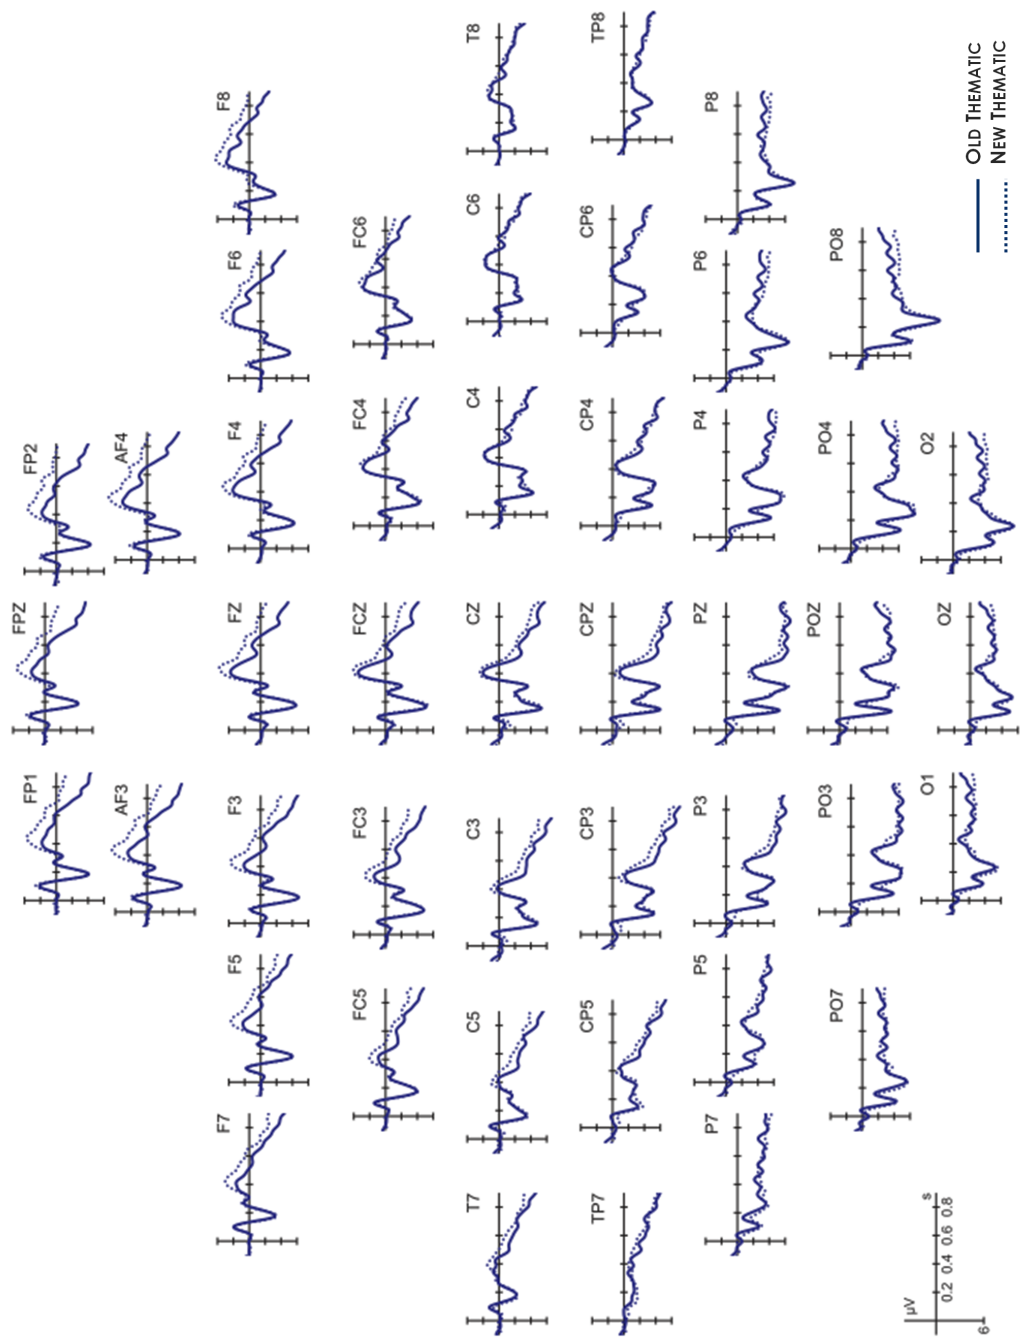 FPZ
FP1 FP2
AF3 AF4
F7 F5 F3 FZ F4 F6 F8
FC5 FC3 FCZ FC4 FC6
T7 C5 C3 CZ C4 C6 T8
TP7 CP5 CP3 CPZ CP4 CP6 TP8
P7 P5 P3 PZ P4 P6 P8
PO7 PO3 POZ PO4 PO8
O1 OZ O2
µV s
0.2 0.4 0.6 0.8
6
OLD THEMATIC
NEW THEMATIC